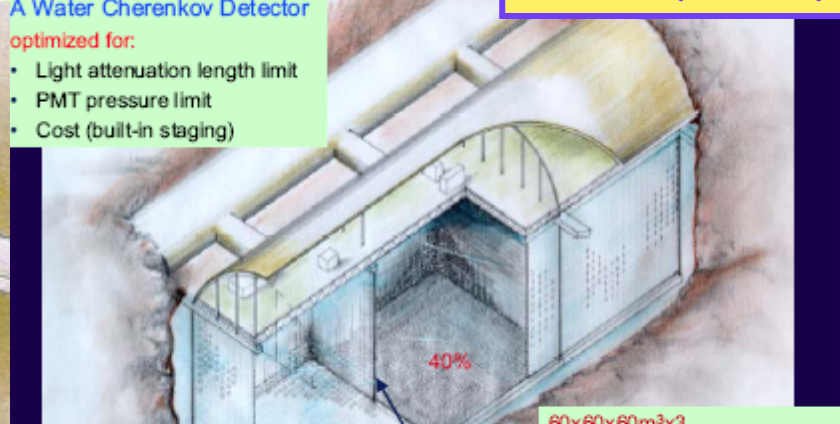 A Water Cherenkov Detector
optimized for:
• Light attenuation length limit
• PMT pressure limit
• Cost (built-in staging)
40%
60x60x60m³x3